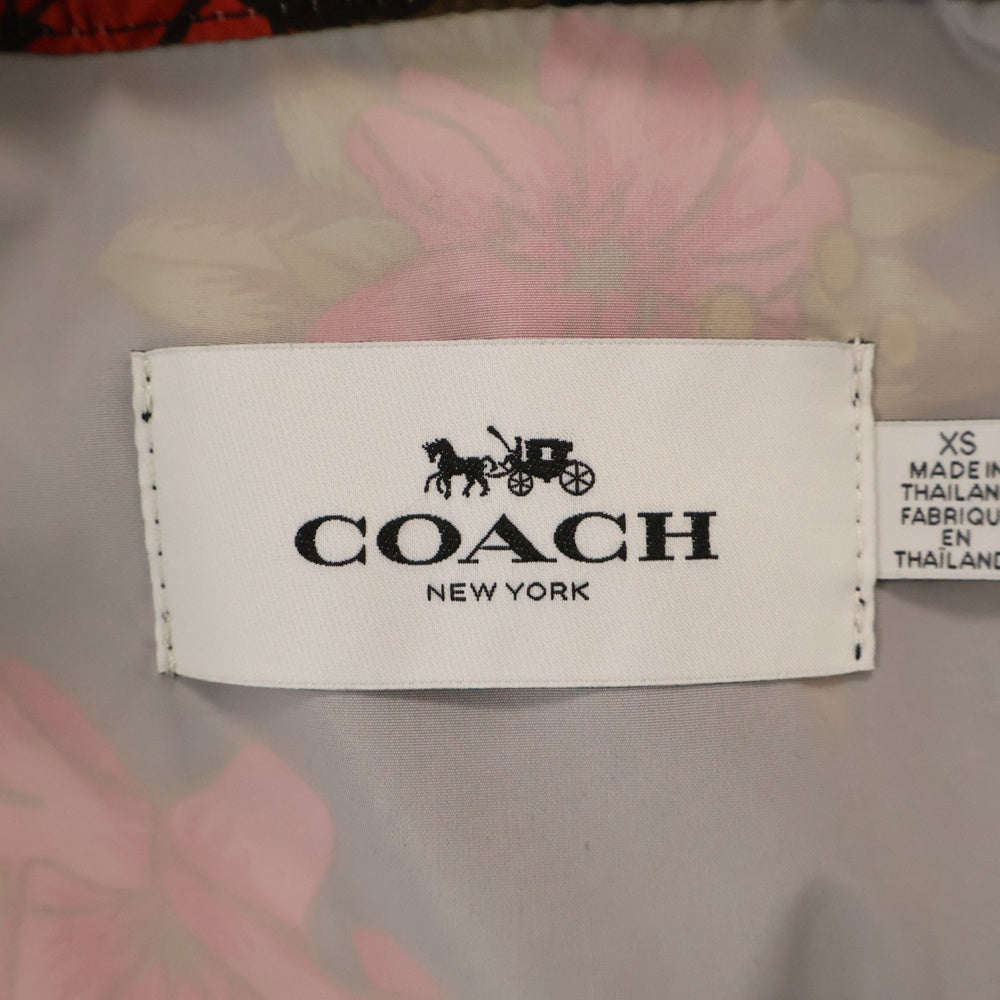 COACH
NEW YORK
XS
MADE IN
THAILAN
FABRIQU
EN
THAÏLAND